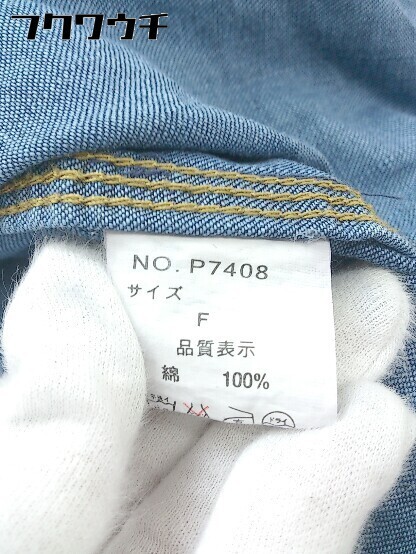 フクワウチ
NO. P7408
サイズ
F
品質表示
綿 100%